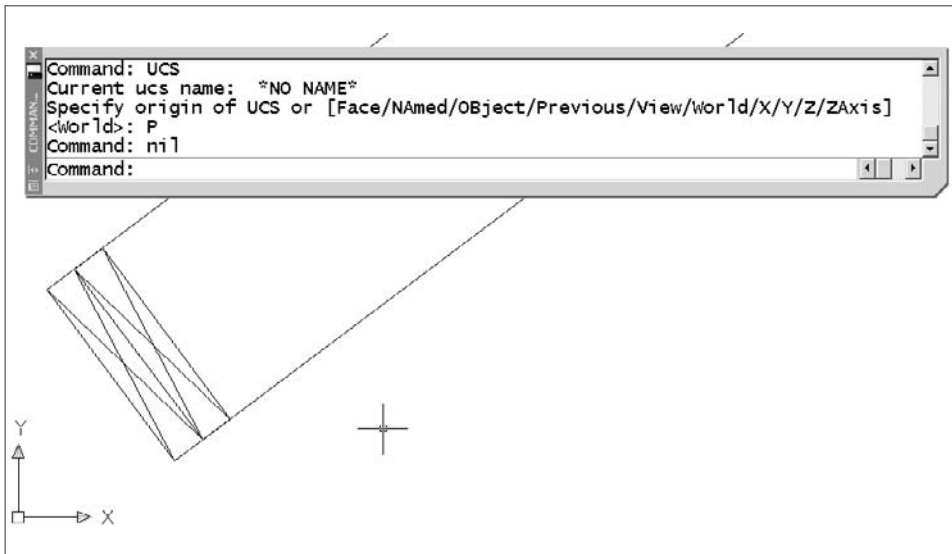 Command: UCS
Current ucs name:  *NO NAME*
Specify origin of UCS or [Face/NAmed/OBject/Previous/View/World/X/Y/Z/ZAxis]
<World>: P
Command: nil
Command:
COMMAN...
Y
X